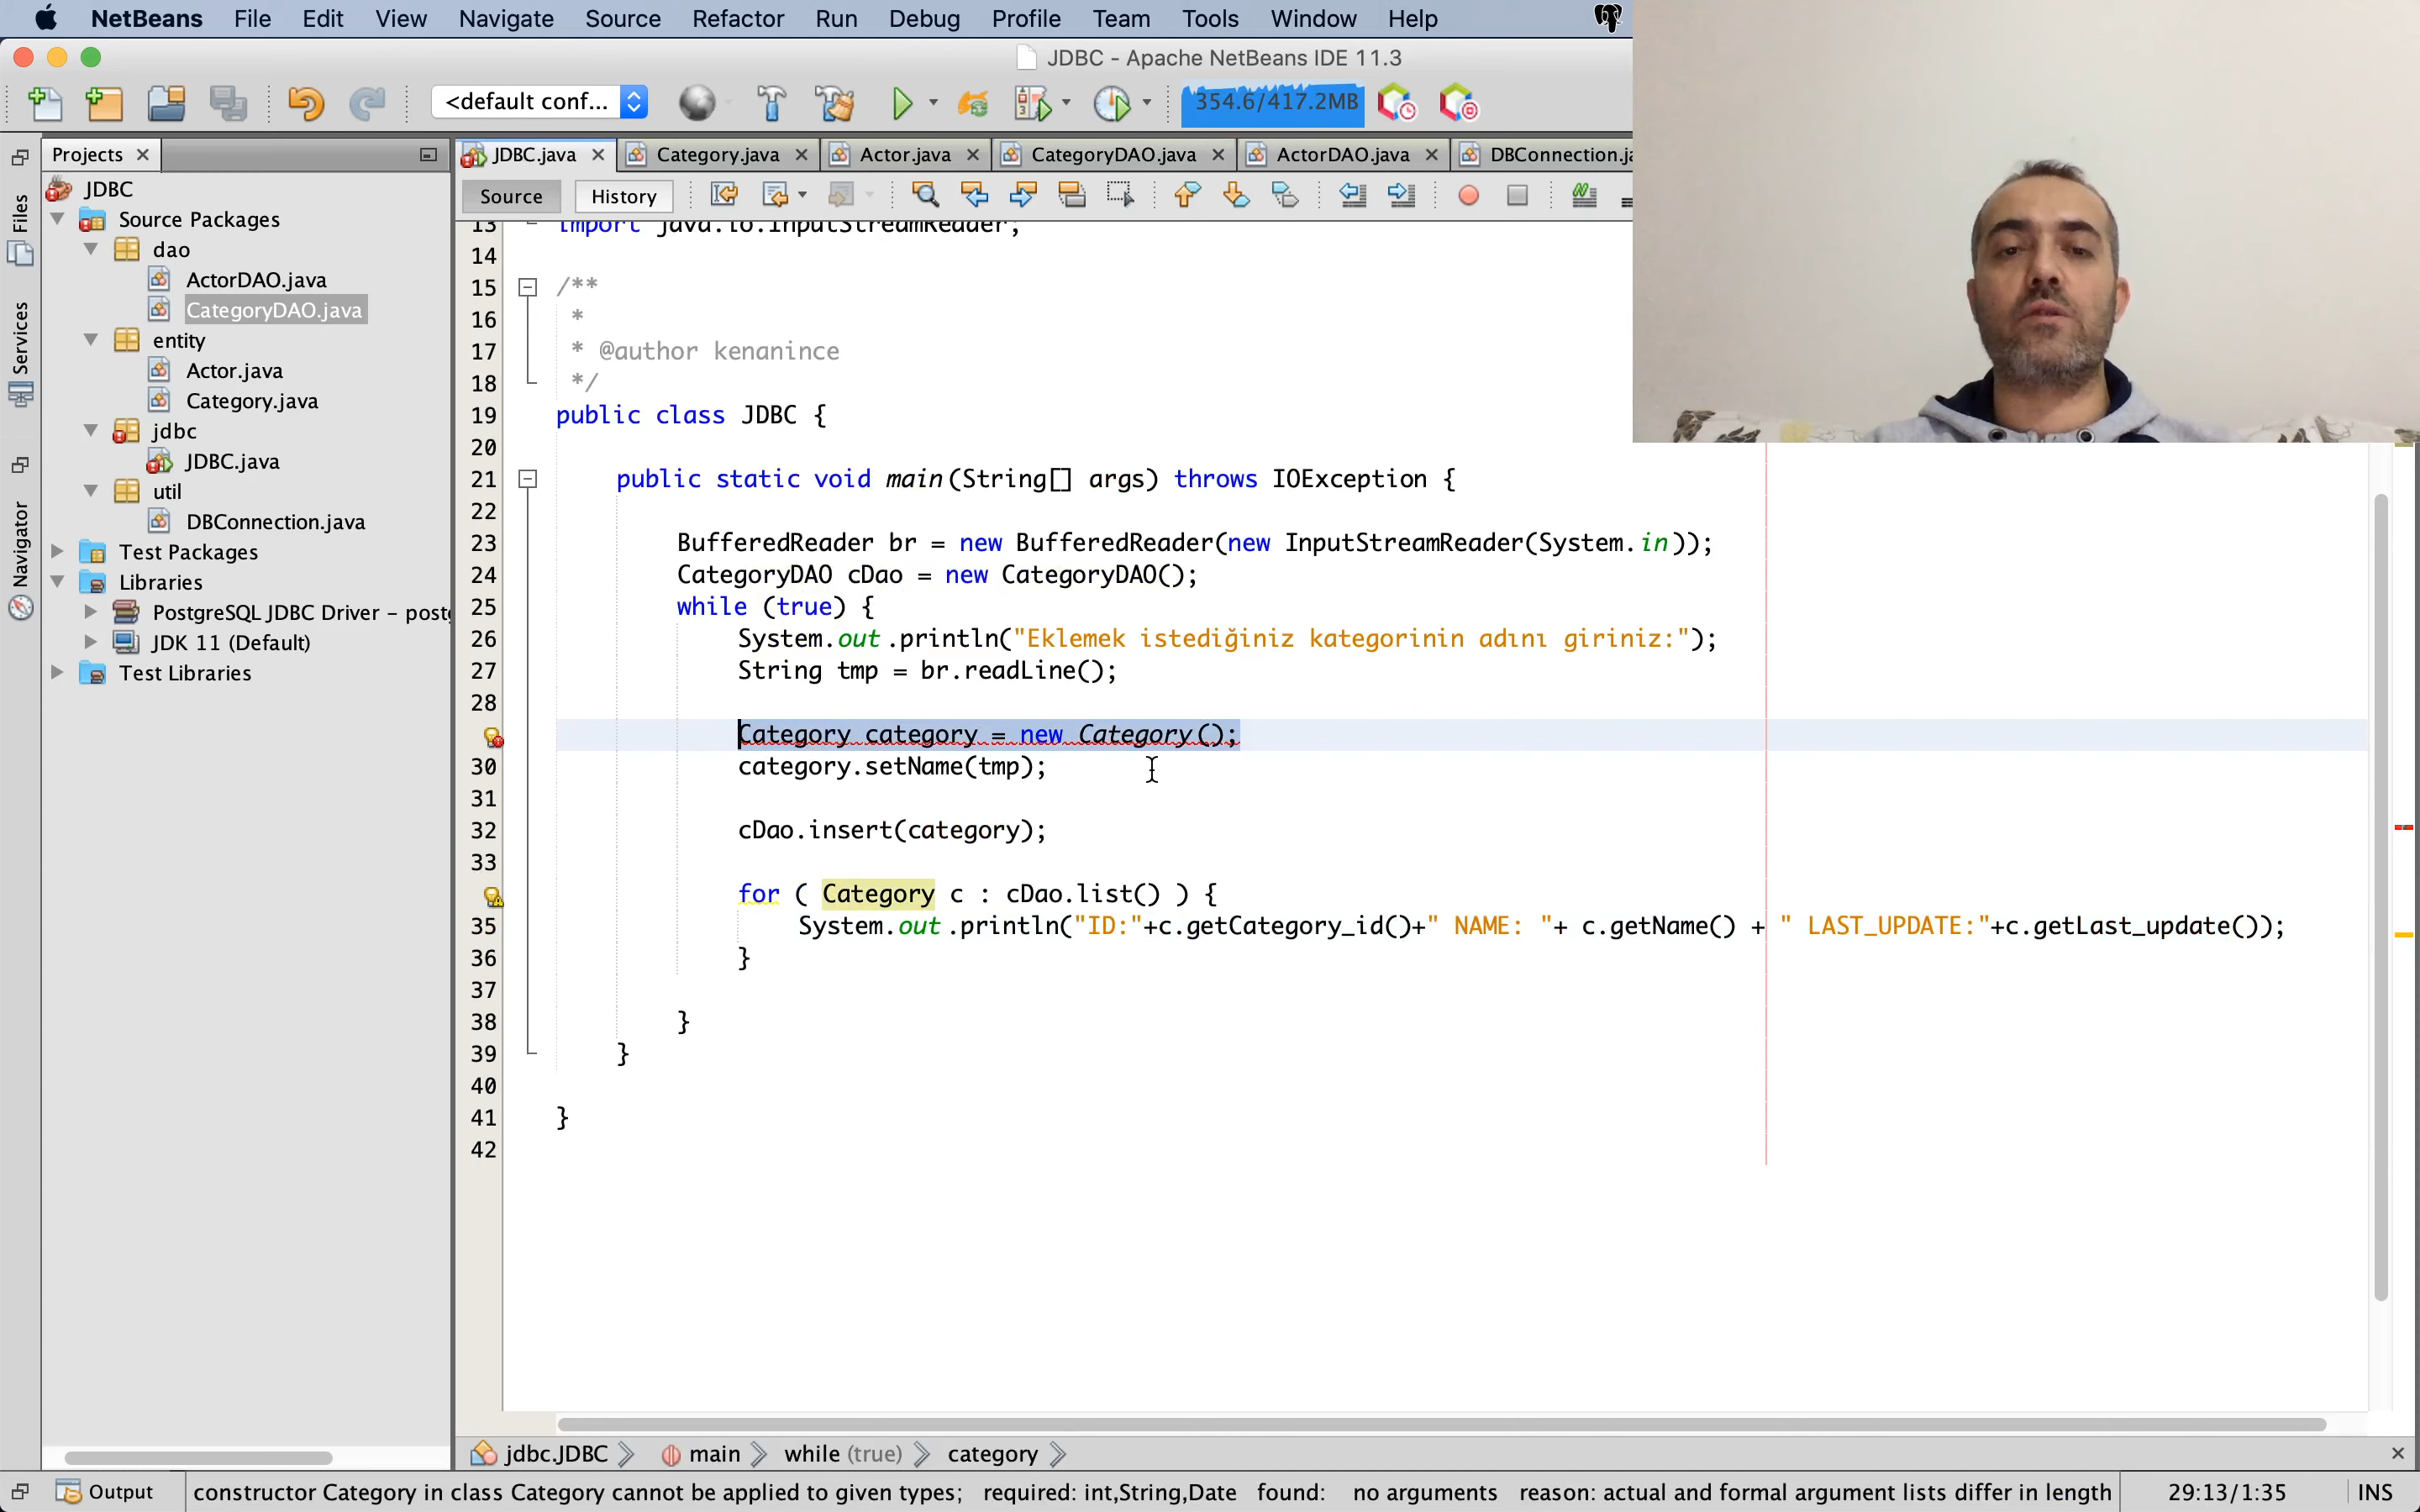 NetBeans File Edit View Navigate Source Refactor Run Debug Profile Team Tools Window Help
JDBC - Apache NetBeans IDE 11.3
<default conf... 354.6/417.2MB
Projects
JDBC.java Category.java Actor.java CategoryDAO.java ActorDAO.java DBConnection.ja
Source History
Files
Services
Navigator
JDBC
Source Packages
dao
ActorDAO.java
CategoryDAO.java
entity
Actor.java
Category.java
jdbc
JDBC.java
util
DBConnection.java
Test Packages
Libraries
PostgreSQL JDBC Driver - post
JDK 11 (Default)
Test Libraries
13 import java.io.InputStreamReader;
14
15 /**
16 *
17 * @author kenanince
18 */
19 public class JDBC {
20
21 public static void main(String[] args) throws IOException {
22
23 BufferedReader br = new BufferedReader(new InputStreamReader(System.in));
24 CategoryDAO cDao = new CategoryDAO();
25 while (true) {
26 System.out.println("Eklemek istediğiniz kategorinin adını giriniz:");
27 String tmp = br.readLine();
28
Category category = new Category();
30 category.setName(tmp);
31
32 cDao.insert(category);
33
for ( Category c : cDao.list() ) {
35 System.out.println("ID:"+c.getCategory_id()+" NAME: "+ c.getName() + " LAST_UPDATE:"+c.getLast_update());
36 }
37
38 }
39 }
40
41 }
42
jdbc.JDBC main while (true) category
Output constructor Category in class Category cannot be applied to given types; required: int,String,Date found: no arguments reason: actual and formal argument lists differ in length 29:13/1:35 INS